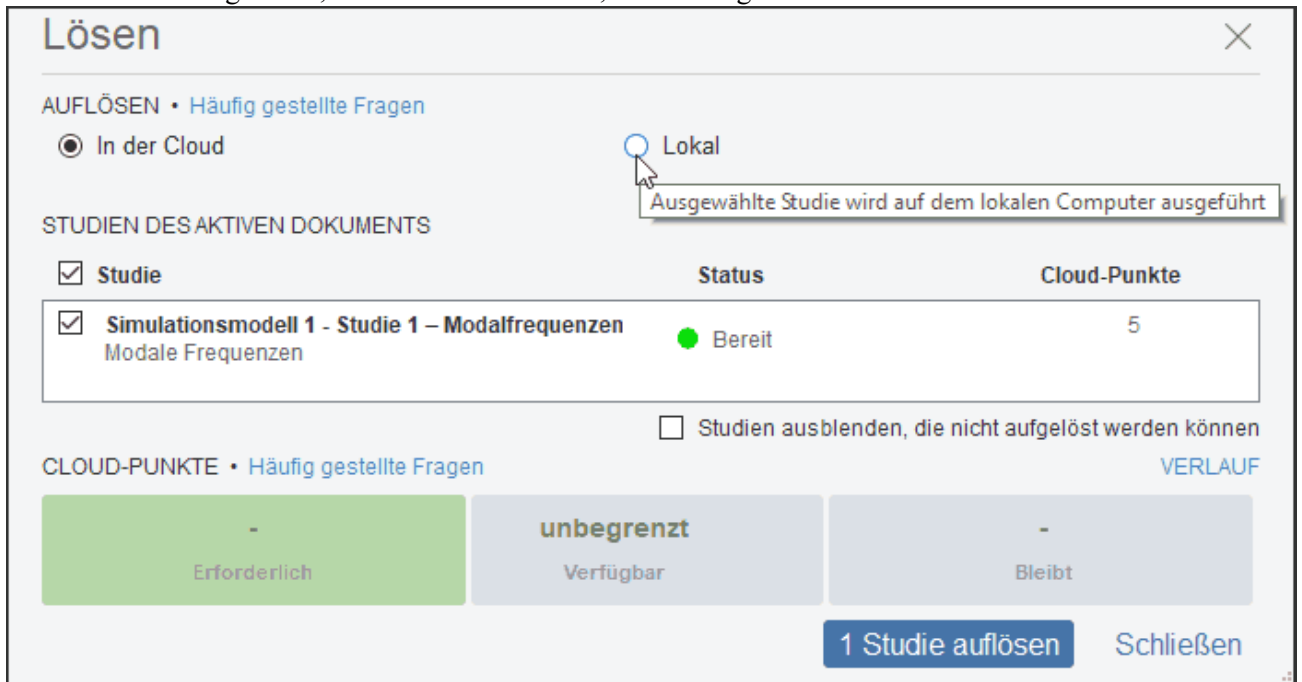 Lösen
AUFLÖSEN • Häufig gestellte Fragen
In der Cloud
Lokal
Ausgewählte Studie wird auf dem lokalen Computer ausgeführt
STUDIEN DES AKTIVEN DOKUMENTS
Studie Status Cloud-Punkte
Simulationsmodell 1 - Studie 1 – Modalfrequenzen
Modale Frequenzen
Bereit
5
Studien ausblenden, die nicht aufgelöst werden können
CLOUD-PUNKTE • Häufig gestellte Fragen
VERLAUF
- unbegrenzt -
Erforderlich Verfügbar Bleibt
1 Studie auflösen Schließen